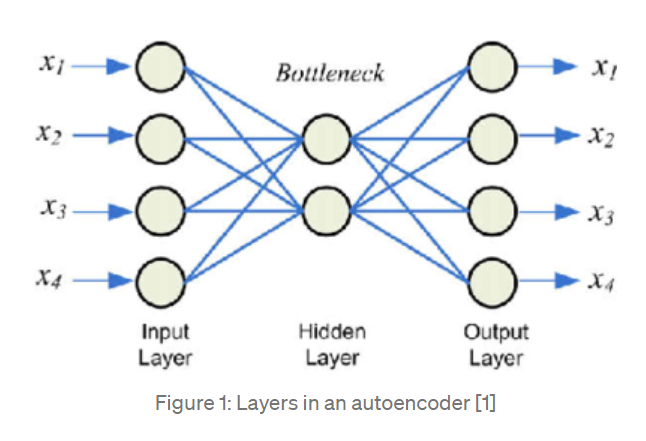 x1 x1
Bottleneck
x2 x2
x3 x3
x4 x4
Input Hidden Output
Layer Layer Layer
Figure 1: Layers in an autoencoder [1]